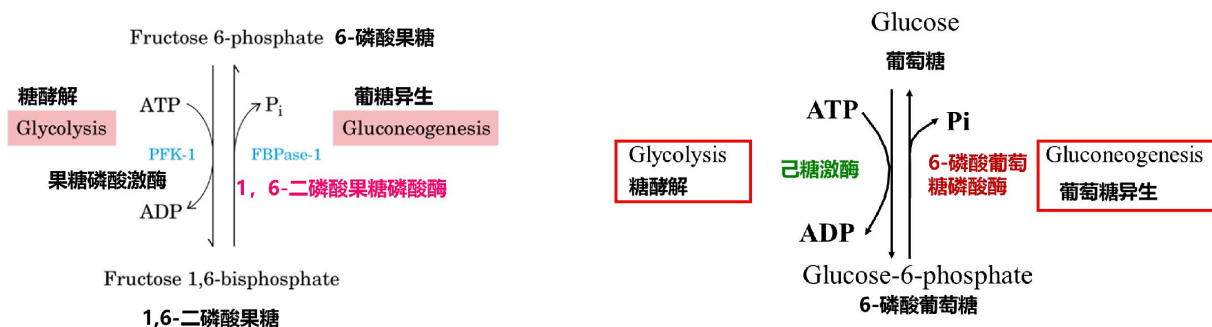 Fructose 6-phosphate 6-磷酸果糖
糖酵解
Glycolysis
ATP
Pi
葡糖异生
Gluconeogenesis
PFK-1
FBPase-1
果糖磷酸激酶
1，6-二磷酸果糖磷酸酶
ADP
Fructose 1,6-bisphosphate
1,6-二磷酸果糖
Glucose
葡萄糖
ATP
Pi
Glycolysis
糖酵解
己糖激酶
6-磷酸葡萄
糖磷酸酶
Gluconeogenesis
葡萄糖异生
ADP
Glucose-6-phosphate
6-磷酸葡萄糖